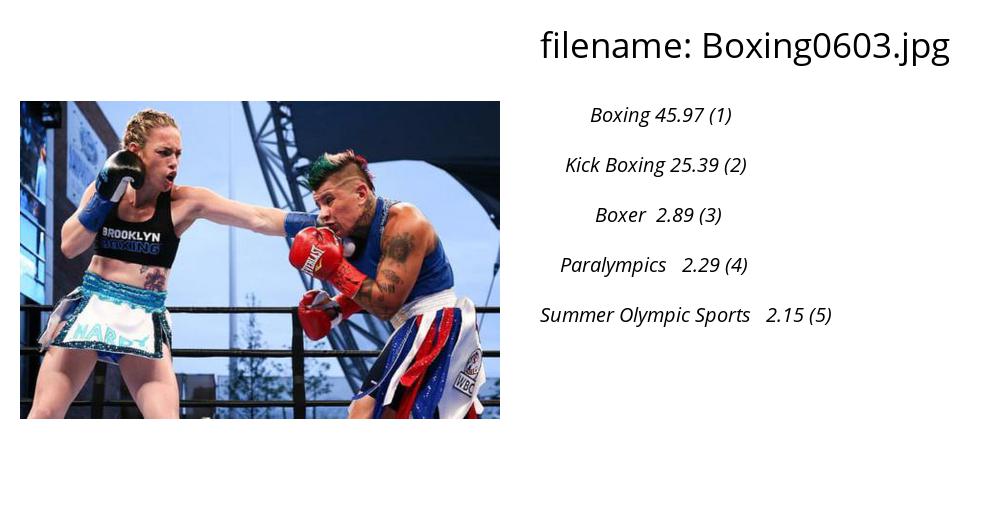 filename: Boxing0603.jpg
Boxing 45.97 (1)
Kick Boxing 25.39 (2)
Boxer 2.89 (3)
Paralympics 2.29 (4)
Summer Olympic Sports 2.15 (5)
BROOKLYN
BOXING
HARDY
EVERLAST
WBC